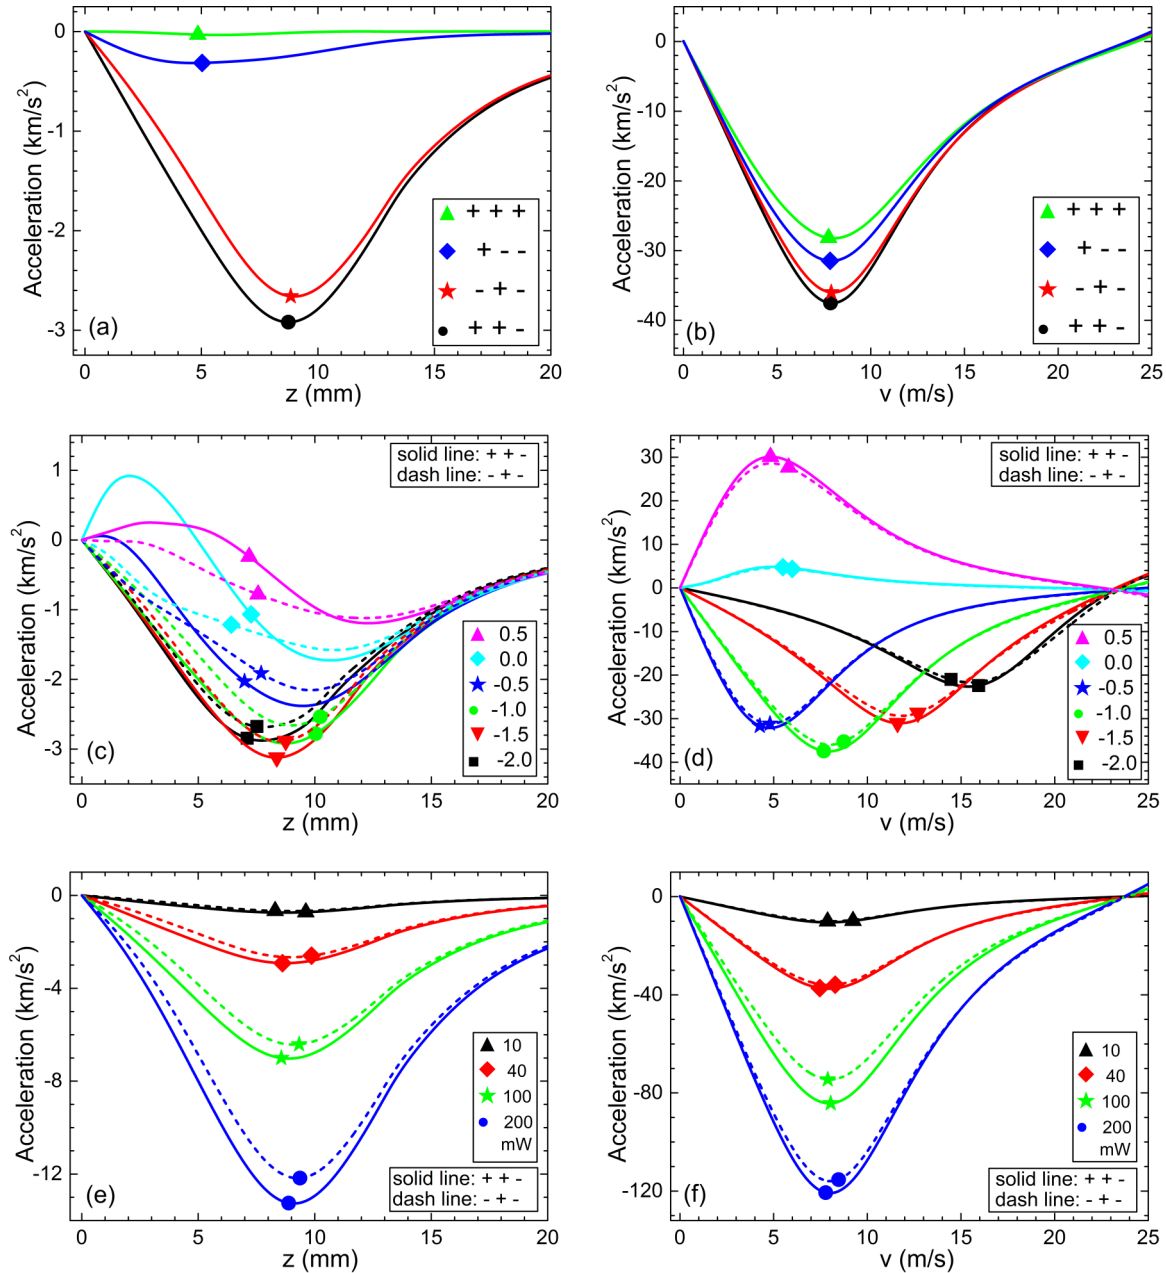 0
-1
-2
-3
Acceleration (km/s²)
(a)
+ + +
+ - -
- + -
+ + -
0 5 10 15 20
z (mm)
0
-10
-20
-30
-40
Acceleration (km/s²)
(b)
+ + +
+ - -
- + -
+ + -
0 5 10 15 20 25
v (m/s)
1
0
-1
-2
-3
Acceleration (km/s²)
solid line: + + -
dash line: - + -
(c)
0.5
0.0
-0.5
-1.0
-1.5
-2.0
0 5 10 15 20
z (mm)
30
20
10
0
-10
-20
-30
-40
Acceleration (km/s²)
solid line: + + -
dash line: - + -
(d)
0.5
0.0
-0.5
-1.0
-1.5
-2.0
0 5 10 15 20 25
v (m/s)
0
-4
-8
-12
Acceleration (km/s²)
10
40
100
200
mW
solid line: + + -
dash line: - + -
(e)
0 5 10 15 20
z (mm)
0
-40
-80
-120
Acceleration (km/s²)
10
40
100
200
mW
solid line: + + -
dash line: - + -
(f)
0 5 10 15 20 25
v (m/s)